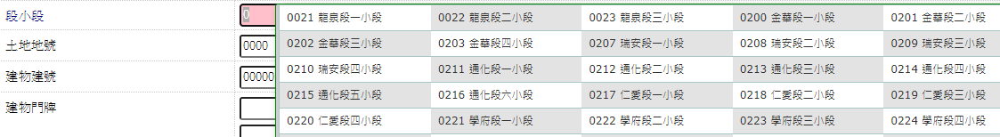 段小段 0 0021 龍泉段一小段 0022 龍泉段二小段 0023 龍泉段三小段 0200 金華段一小段 0201 金華段二小段
0202 金華段三小段 0203 金華段四小段 0207 瑞安段一小段 0208 瑞安段二小段 0209 瑞安段三小段
土地地號 0000
0210 瑞安段四小段 0211 通化段一小段 0212 通化段二小段 0213 通化段三小段 0214 通化段四小段
建物建號 00000
0215 通化段五小段 0216 通化段六小段 0217 仁愛段一小段 0218 仁愛段二小段 0219 仁愛段三小段
建物門牌
0220 仁愛段四小段 0221 學府段一小段 0222 學府段二小段 0223 學府段三小段 0224 學府段四小段